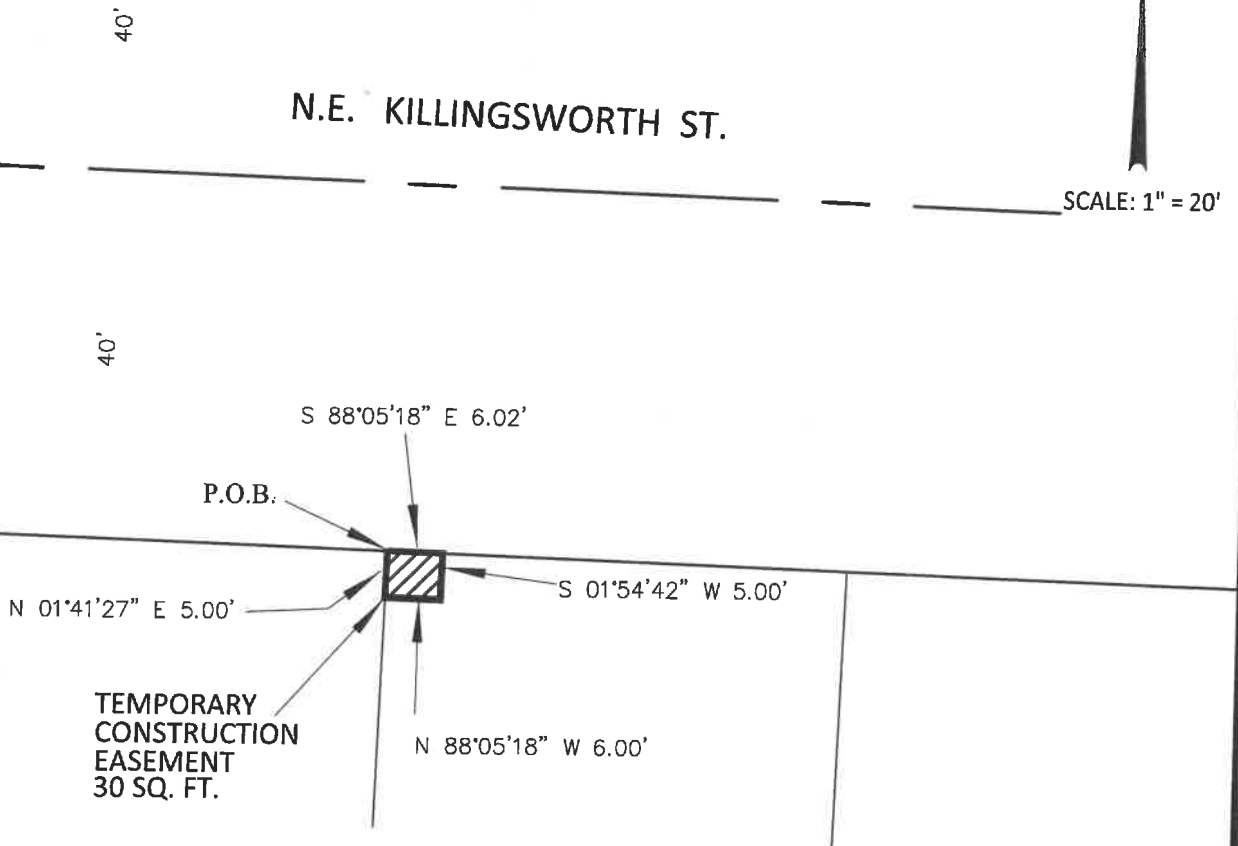 40'
N.E. KILLINGSWORTH ST.
SCALE: 1" = 20'
40'
S 88°05'18" E 6.02'
P.O.B.
S 01°54'42" W 5.00'
N 01°41'27" E 5.00'
TEMPORARY
CONSTRUCTION
EASEMENT
30 SQ. FT.
N 88°05'18" W 6.00'